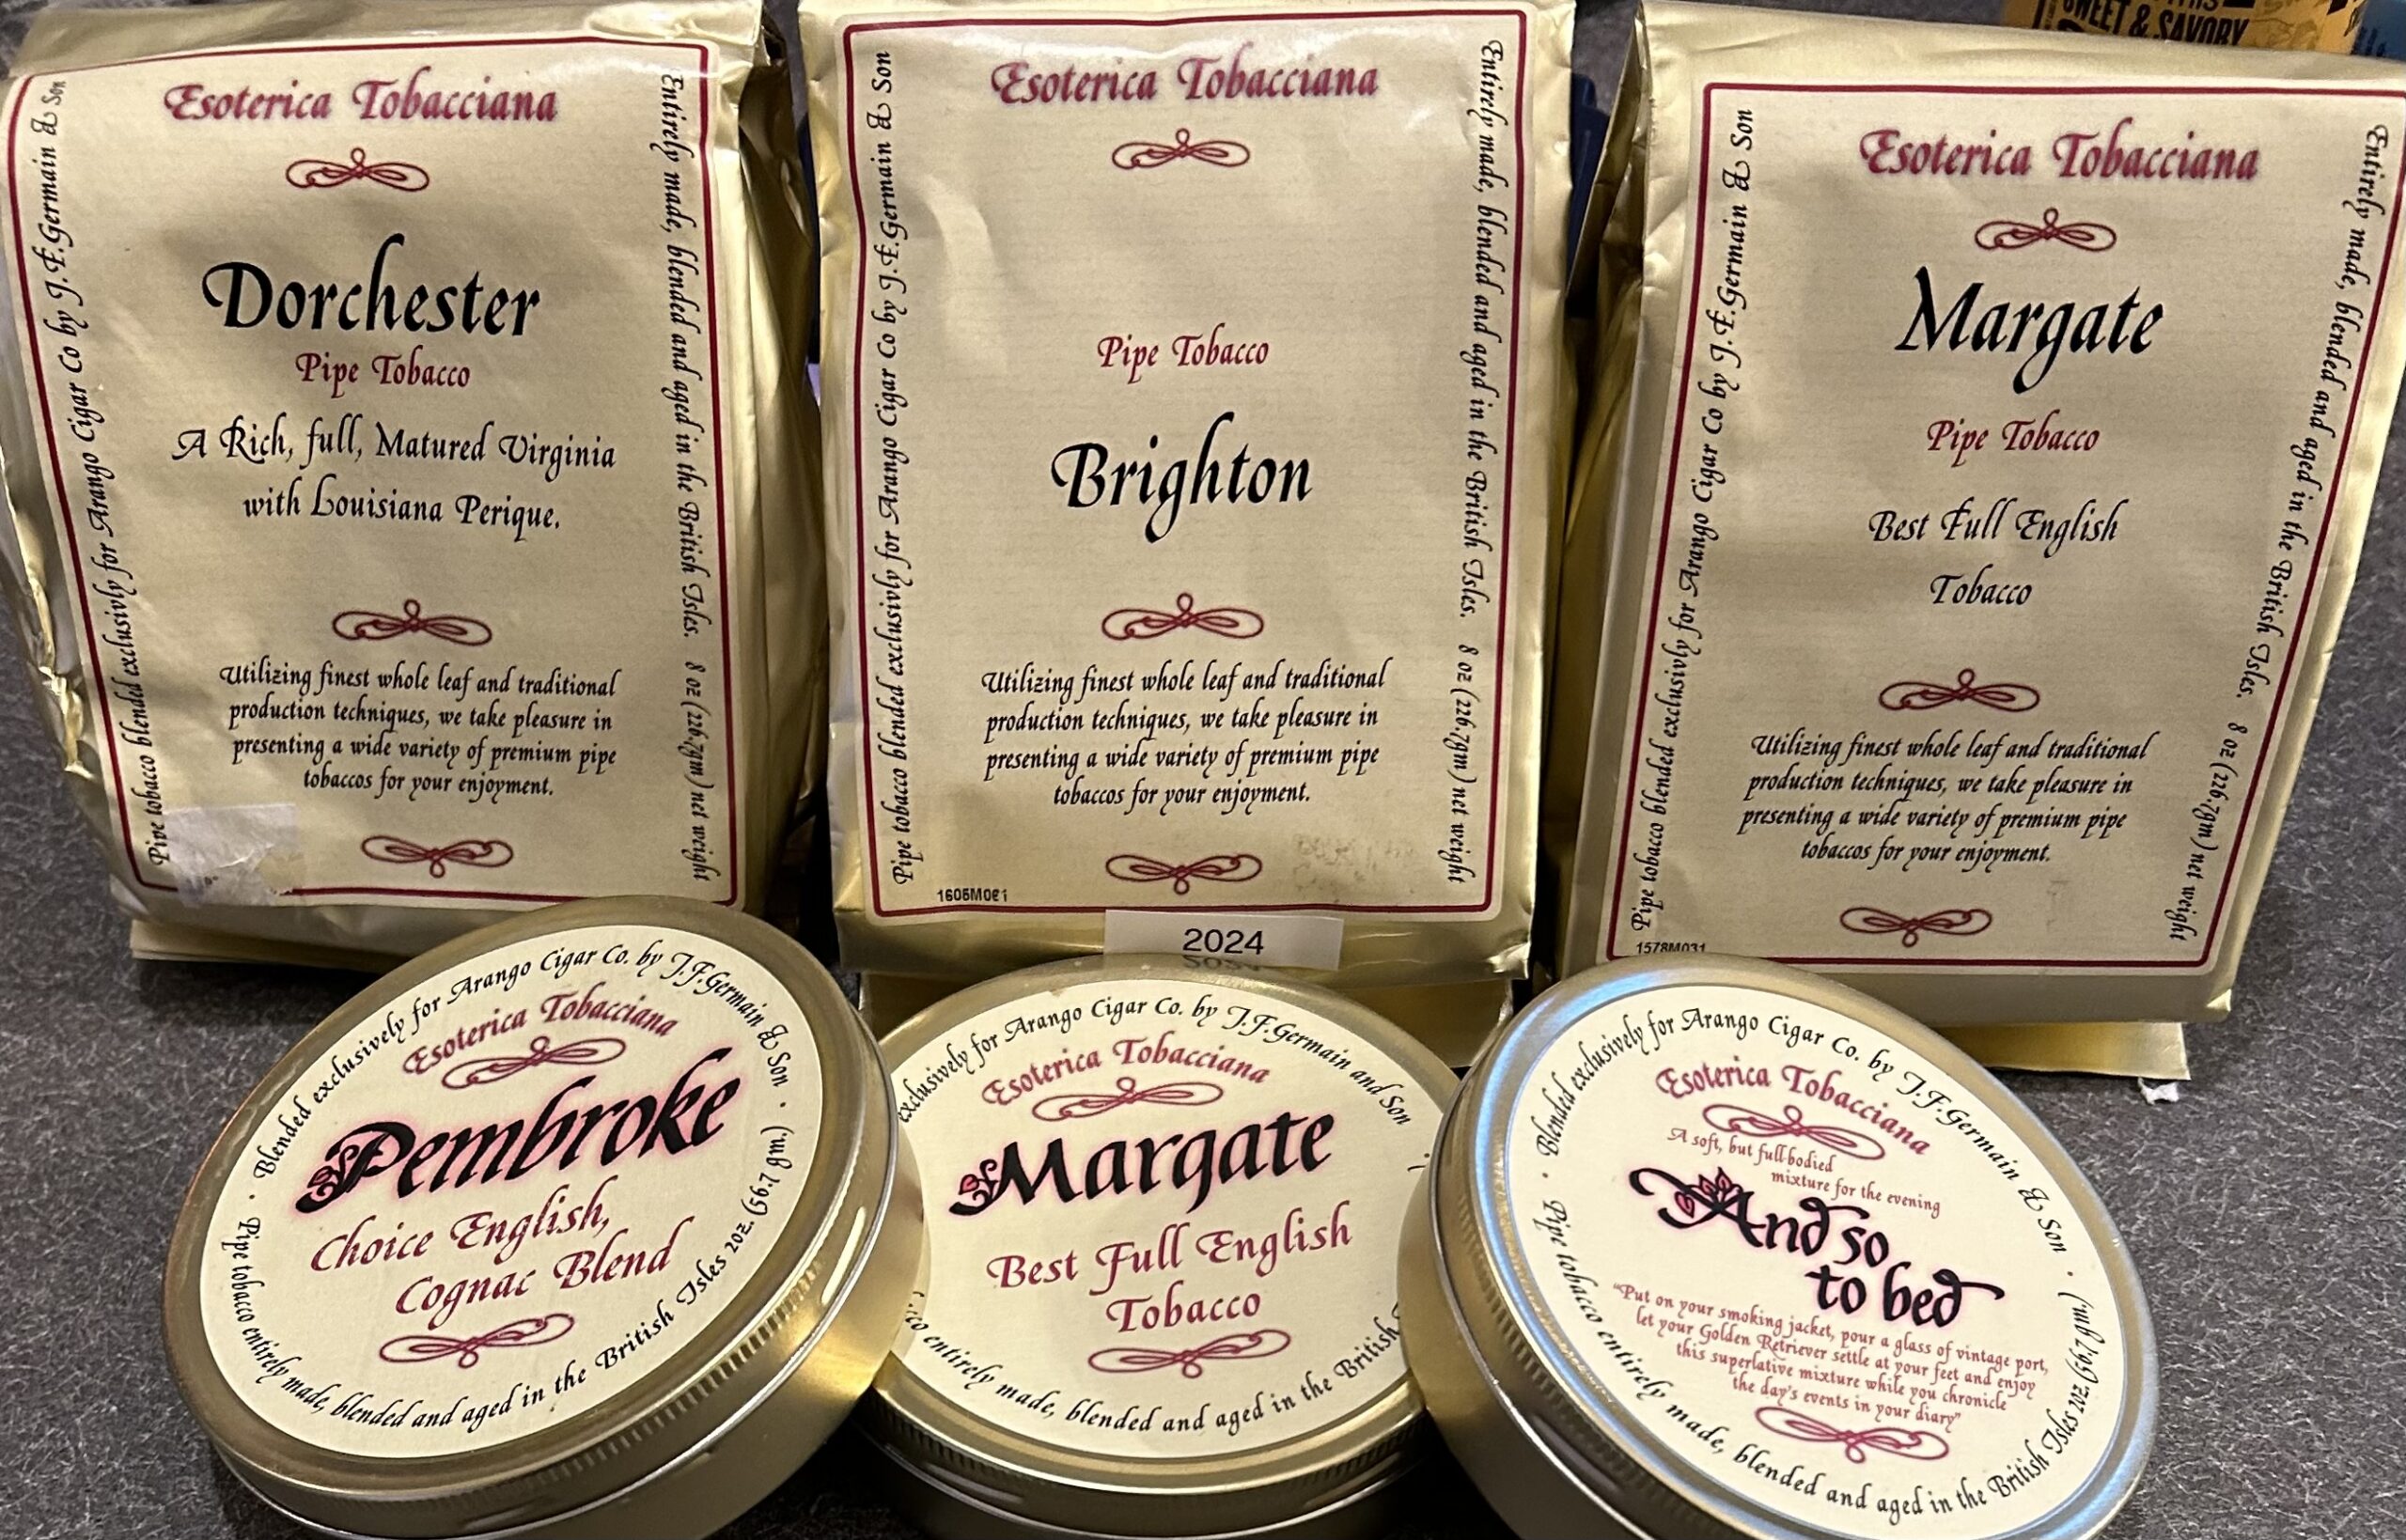 SWEET & SAVORY
Esoterica Tobacciana
Dorchester
Pipe Tobacco
A Rich, full, Matured Virginia
with Louisiana Perique.
Utilizing finest whole leaf and traditional
production techniques, we take pleasure in
presenting a wide variety of premium pipe
tobaccos for your enjoyment.
Pipe tobacco blended exclusivly for Arango Cigar Co by J.F.Germain & Son
Entirely made, blended and aged in the British Isles. 8 oz (226.7gm) net weight
Esoterica Tobacciana
Pipe Tobacco
Brighton
Utilizing finest whole leaf and traditional
production techniques, we take pleasure in
presenting a wide variety of premium pipe
tobaccos for your enjoyment.
Pipe tobacco blended exclusivly for Arango Cigar Co by J.F.Germain & Son
Entirely made, blended and aged in the British Isles. 8 oz (226.7gm) net weight
2024
Esoterica Tobacciana
Margate
Pipe Tobacco
Best Full English
Tobacco
Utilizing finest whole leaf and traditional
production techniques, we take pleasure in
presenting a wide variety of premium pipe
tobaccos for your enjoyment.
Pipe tobacco blended exclusivly for Arango Cigar Co by J.F.Germain & Son
Entirely made, blended and aged in the British Isles. 8 oz (226.7gm) net weight
1578M031
· Blended exclusively for Arango Cigar Co. by J.F.Germain & Son ·
Esoterica Tobacciana
Pembroke
Choice English,
Cognac Blend
Pipe tobacco entirely made, blended and aged in the British Isles 2oz. (56.7 gm.)
exclusively for Arango Cigar Co. by J.F.Germain and Son
Esoterica Tobacciana
Margate
Best Full English
Tobacco
entirely made, blended and aged in the British
· Blended exclusively for Arango Cigar Co. by J.F.Germain & Son ·
Esoterica Tobacciana
A soft, but full-bodied
mixture for the evening
And so
to bed
"Put on your smoking jacket, pour a glass of vintage port,
let your Golden Retriever settle at your feet and enjoy
this superlative mixture while you chronicle
the day's events in your diary"
Pipe tobacco entirely made, blended and aged in the British Isles 2oz (56.7 gm.)